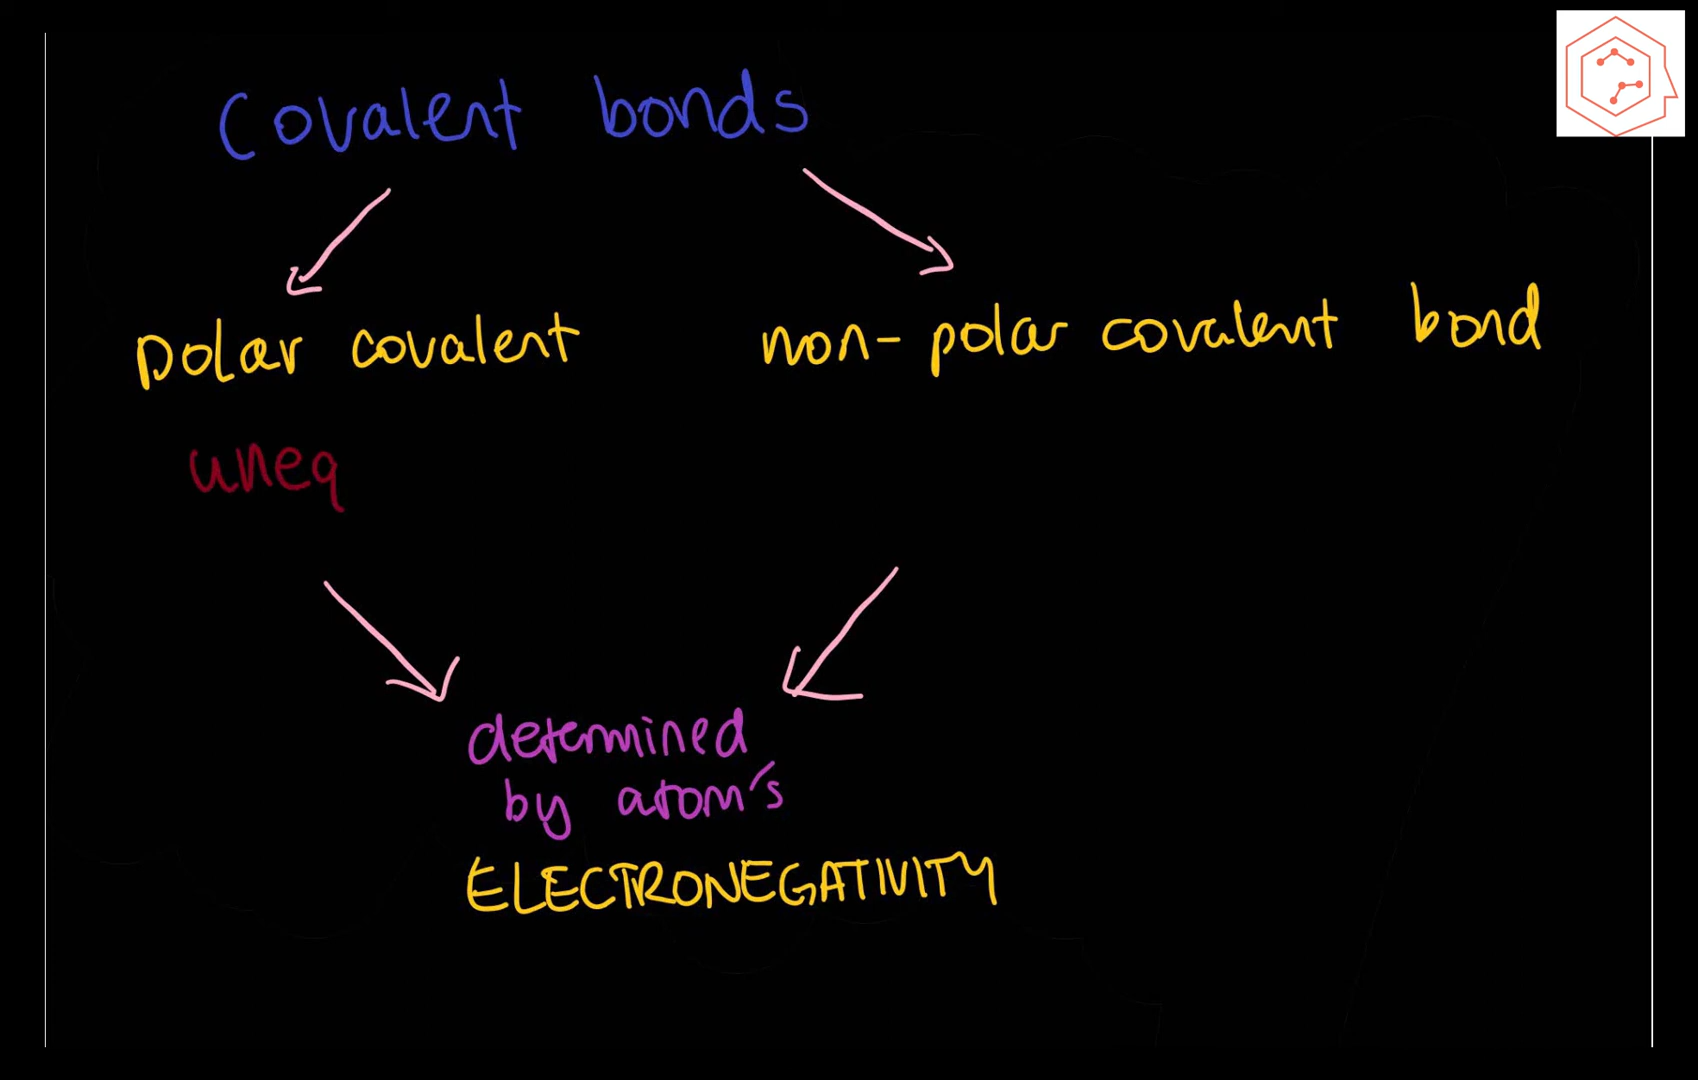 Covalent bonds
polar covalent
non-polar covalent bond
uneq
determined
by atom's
ELECTRONEGATIVITY